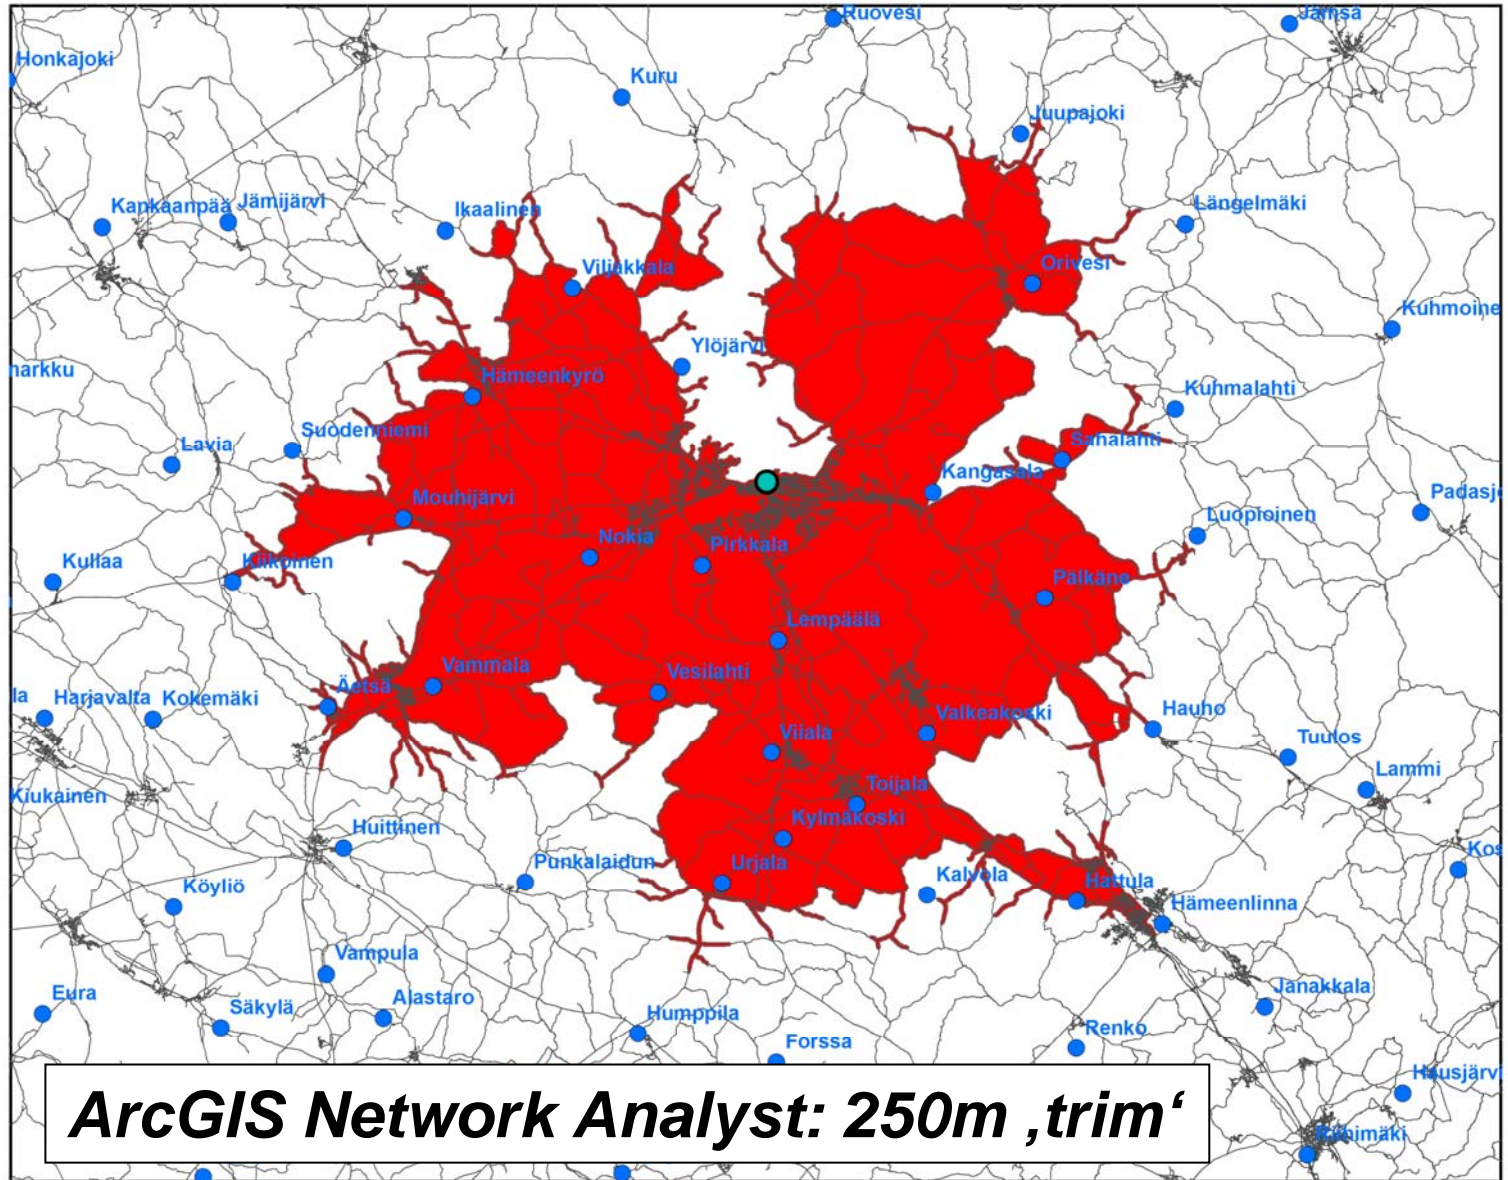 Ruovesi
Jämsä
Honkajoki
Kuru
Juupajoki
Kankaanpää
Jämijärvi
Ikaalinen
Längelmäki
Viljakkala
Orivesi
Kuhmoine
Ylöjärvi
narkku
Hämeenkyrö
Kuhmalahti
Suodenniemi
Lavia
Sahalahti
Kangasala
Mouhijärvi
Padasj
Luopioinen
Nokia
Pirkkala
Kullaa
Kiikoinen
Pälkäne
Lempäälä
Vammala
Vesilahti
Äetsä
la
Harjavalta
Kokemäki
Hauho
Valkeakoski
Viiala
Tuulos
Lammi
Toijala
Kiukainen
Kylmäkoski
Huittinen
Kos
Punkalaidun
Urjala
Kalvola
Hattula
Köyliö
Hämeenlinna
Vampula
Janakkala
Eura
Alastaro
Säkylä
Humppila
Renko
Forssa
Hausjärvi
ArcGIS Network Analyst: 250m ‚trim‘
Riihimäki